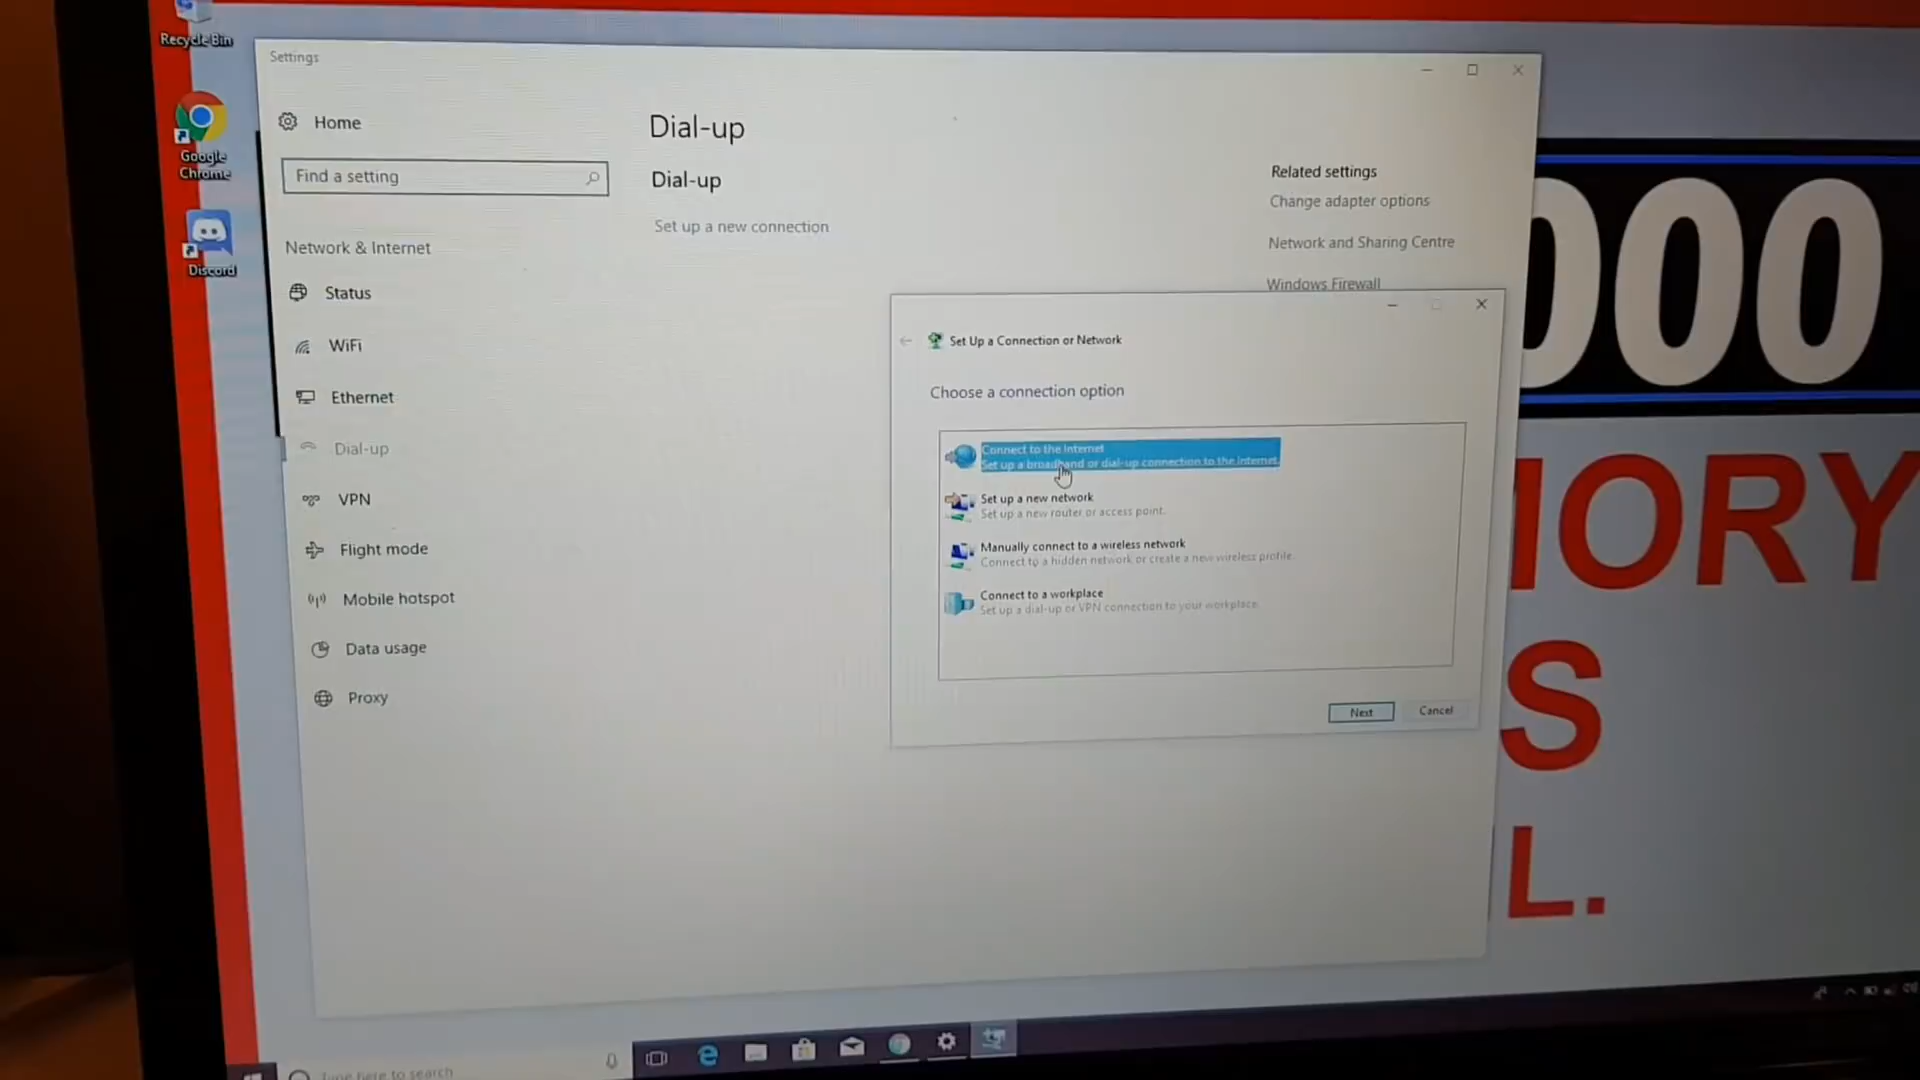 Recycle Bin
Google
Chrome
Discord
Settings
Home
Find a setting
Network & Internet
Status
WiFi
Ethernet
Dial-up
VPN
Flight mode
Mobile hotspot
Data usage
Proxy
Dial-up
Dial-up
Set up a new connection
Related settings
Change adapter options
Network and Sharing Centre
Windows Firewall
Set Up a Connection or Network
Choose a connection option
Connect to the Internet
Set up a broadband or dial-up connection to the Internet.
Set up a new network
Set up a new router or access point.
Manually connect to a wireless network
Connect to a hidden network or create a new wireless profile.
Connect to a workplace
Set up a dial-up or VPN connection to your workplace.
Next
Cancel
000
ORY
S
L.
Type here to search